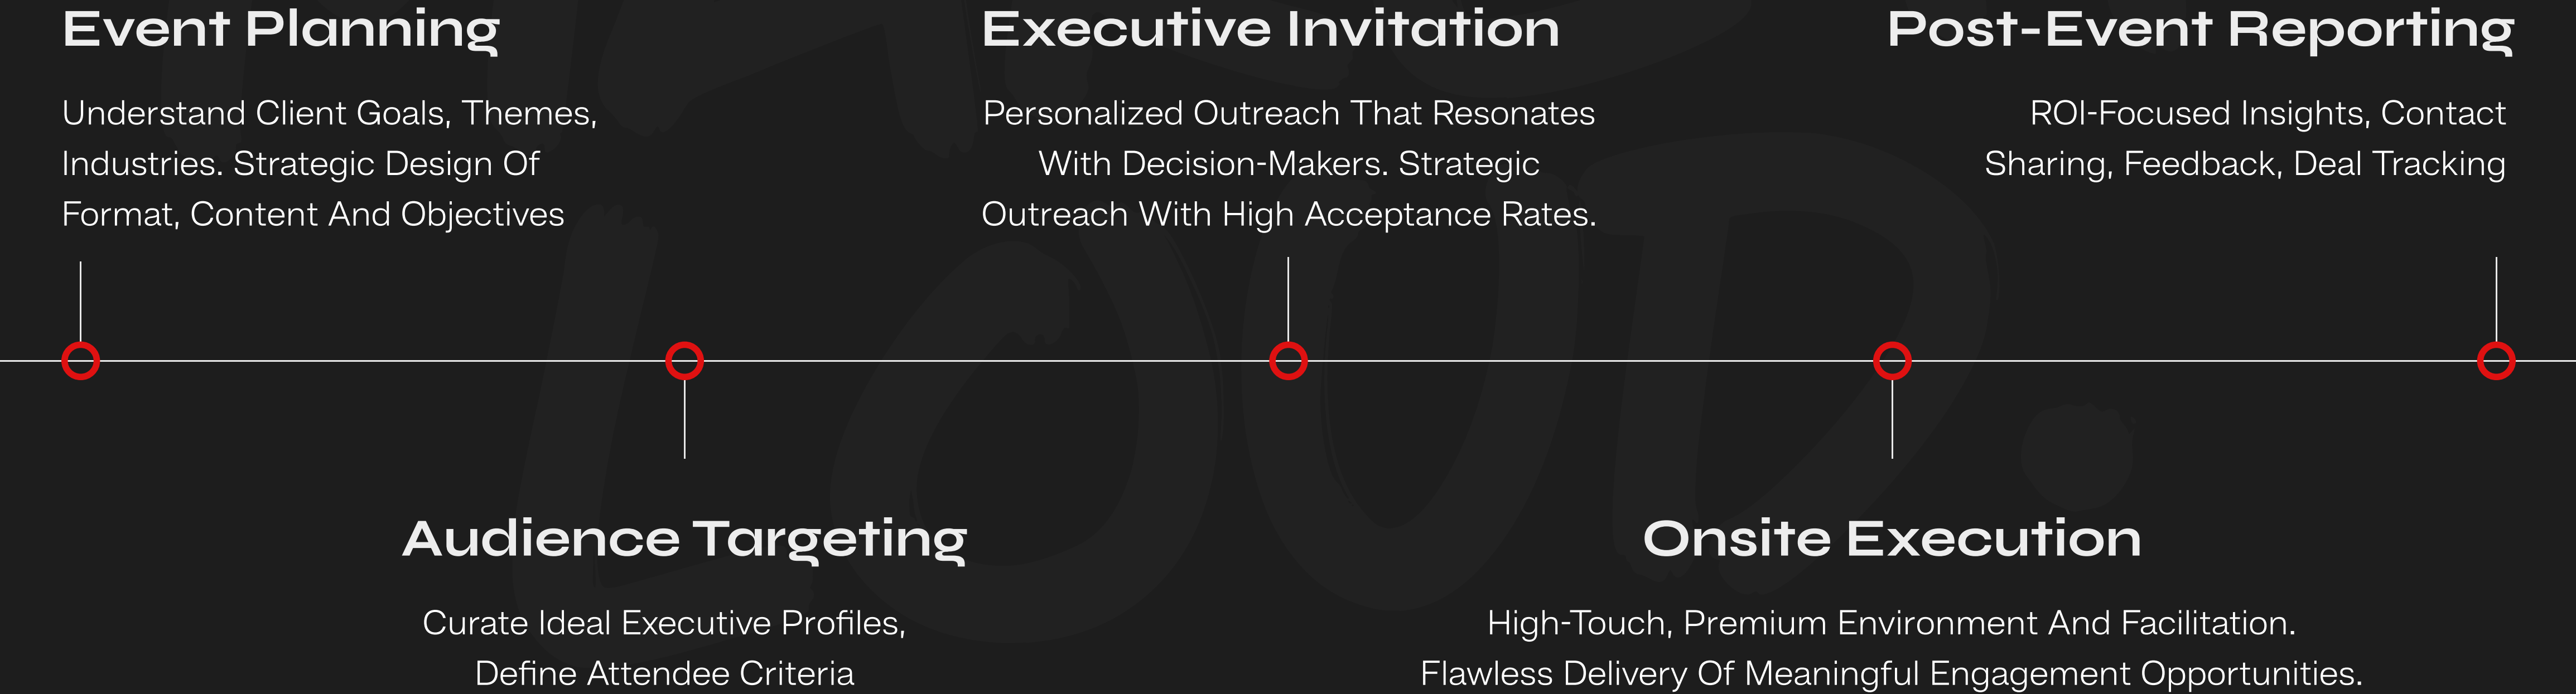 Event Planning
Understand Client Goals, Themes,
Industries. Strategic Design Of
Format, Content And Objectives
Audience Targeting
Curate Ideal Executive Profiles,
Define Attendee Criteria
Executive Invitation
Personalized Outreach That Resonates
With Decision-Makers. Strategic
Outreach With High Acceptance Rates.
Onsite Execution
High-Touch, Premium Environment And Facilitation.
Flawless Delivery Of Meaningful Engagement Opportunities.
Post-Event Reporting
ROI-Focused Insights, Contact
Sharing, Feedback, Deal Tracking
LOUD.